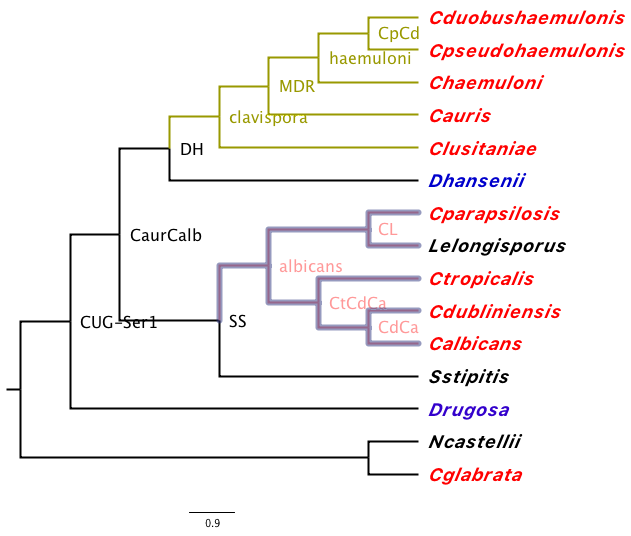 Cduobushaemulonis
CpCd
Cpseudohaemulonis
haemuloni
Chaemuloni
MDR
Cauris
clavispora
Clusitaniae
DH
Dhansenii
Cparapsilosis
CL
CaurCalb
Lelongisporus
albicans
Ctropicalis
CtCdCa
Cdubliniensis
CUG-Ser1
SS
CdCa
Calbicans
Sstipitis
Drugosa
Ncastellii
Cglabrata
0.9